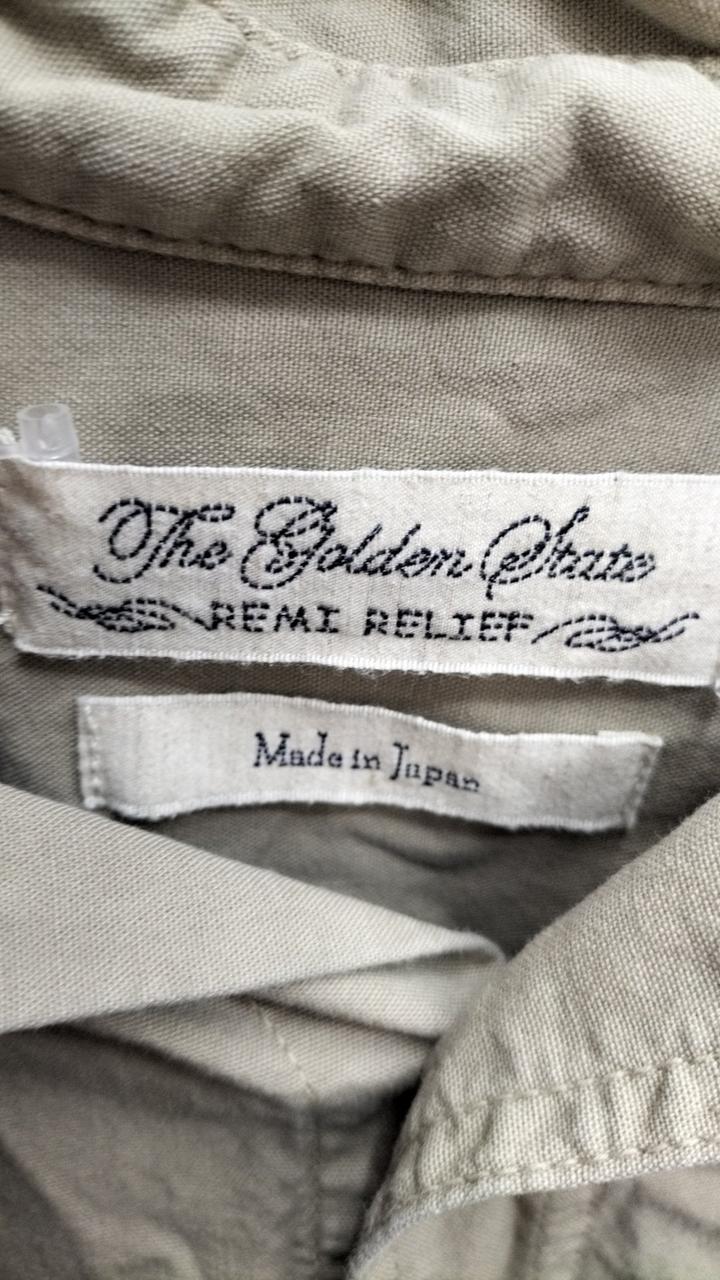 The Golden State
REMI RELIEF
Made in Japan